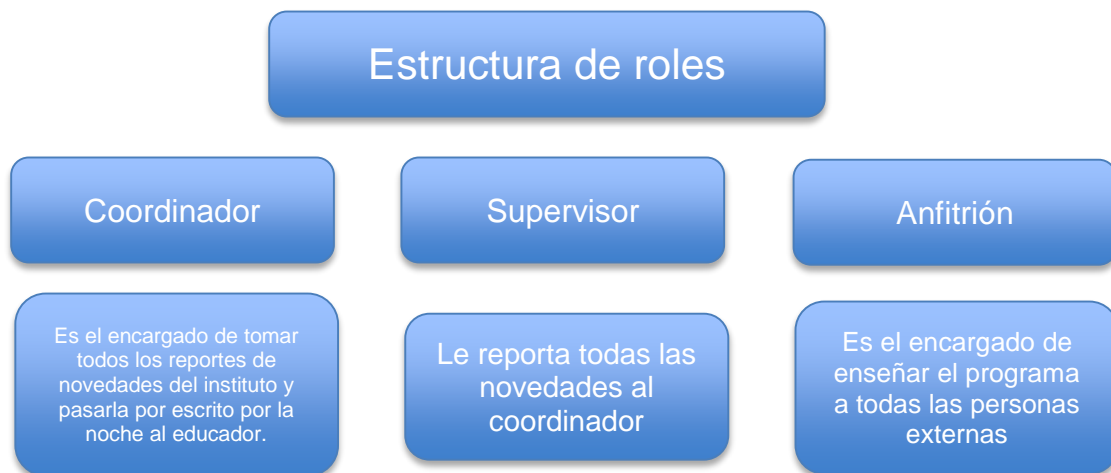 Estructura de roles
Coordinador
Supervisor
Anfitrión
Es el encargado de tomar
todos los reportes de
novedades del instituto y
pasarla por escrito por la
noche al educador.
Le reporta todas las
novedades al
coordinador
Es el encargado de
enseñar el programa
a todas las personas
externas